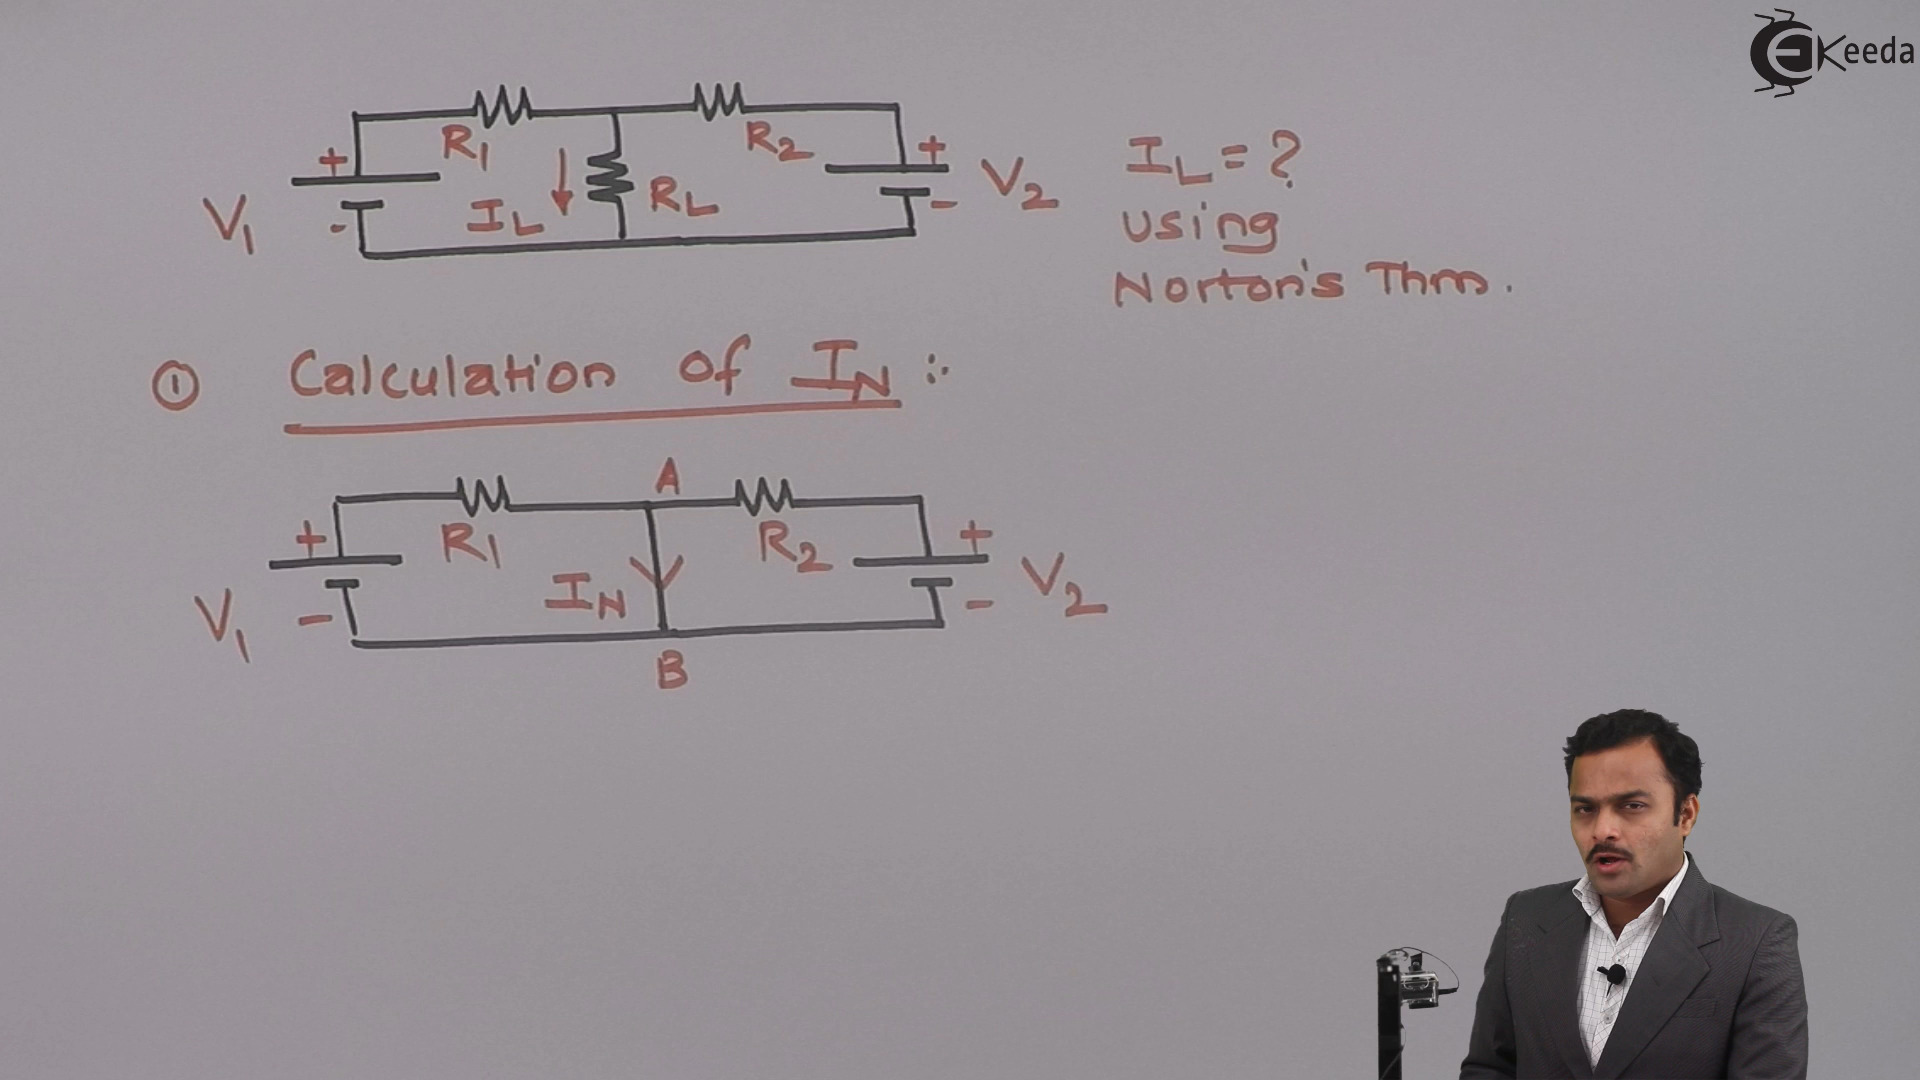 eKeeda
R1
R2
+
+
V1
IL
RL
V2
-
-
IL = ?
using
Norton's Thm.
① Calculation of IN :-
A
+
R1
R2
+
V1
IN
V2
-
-
B